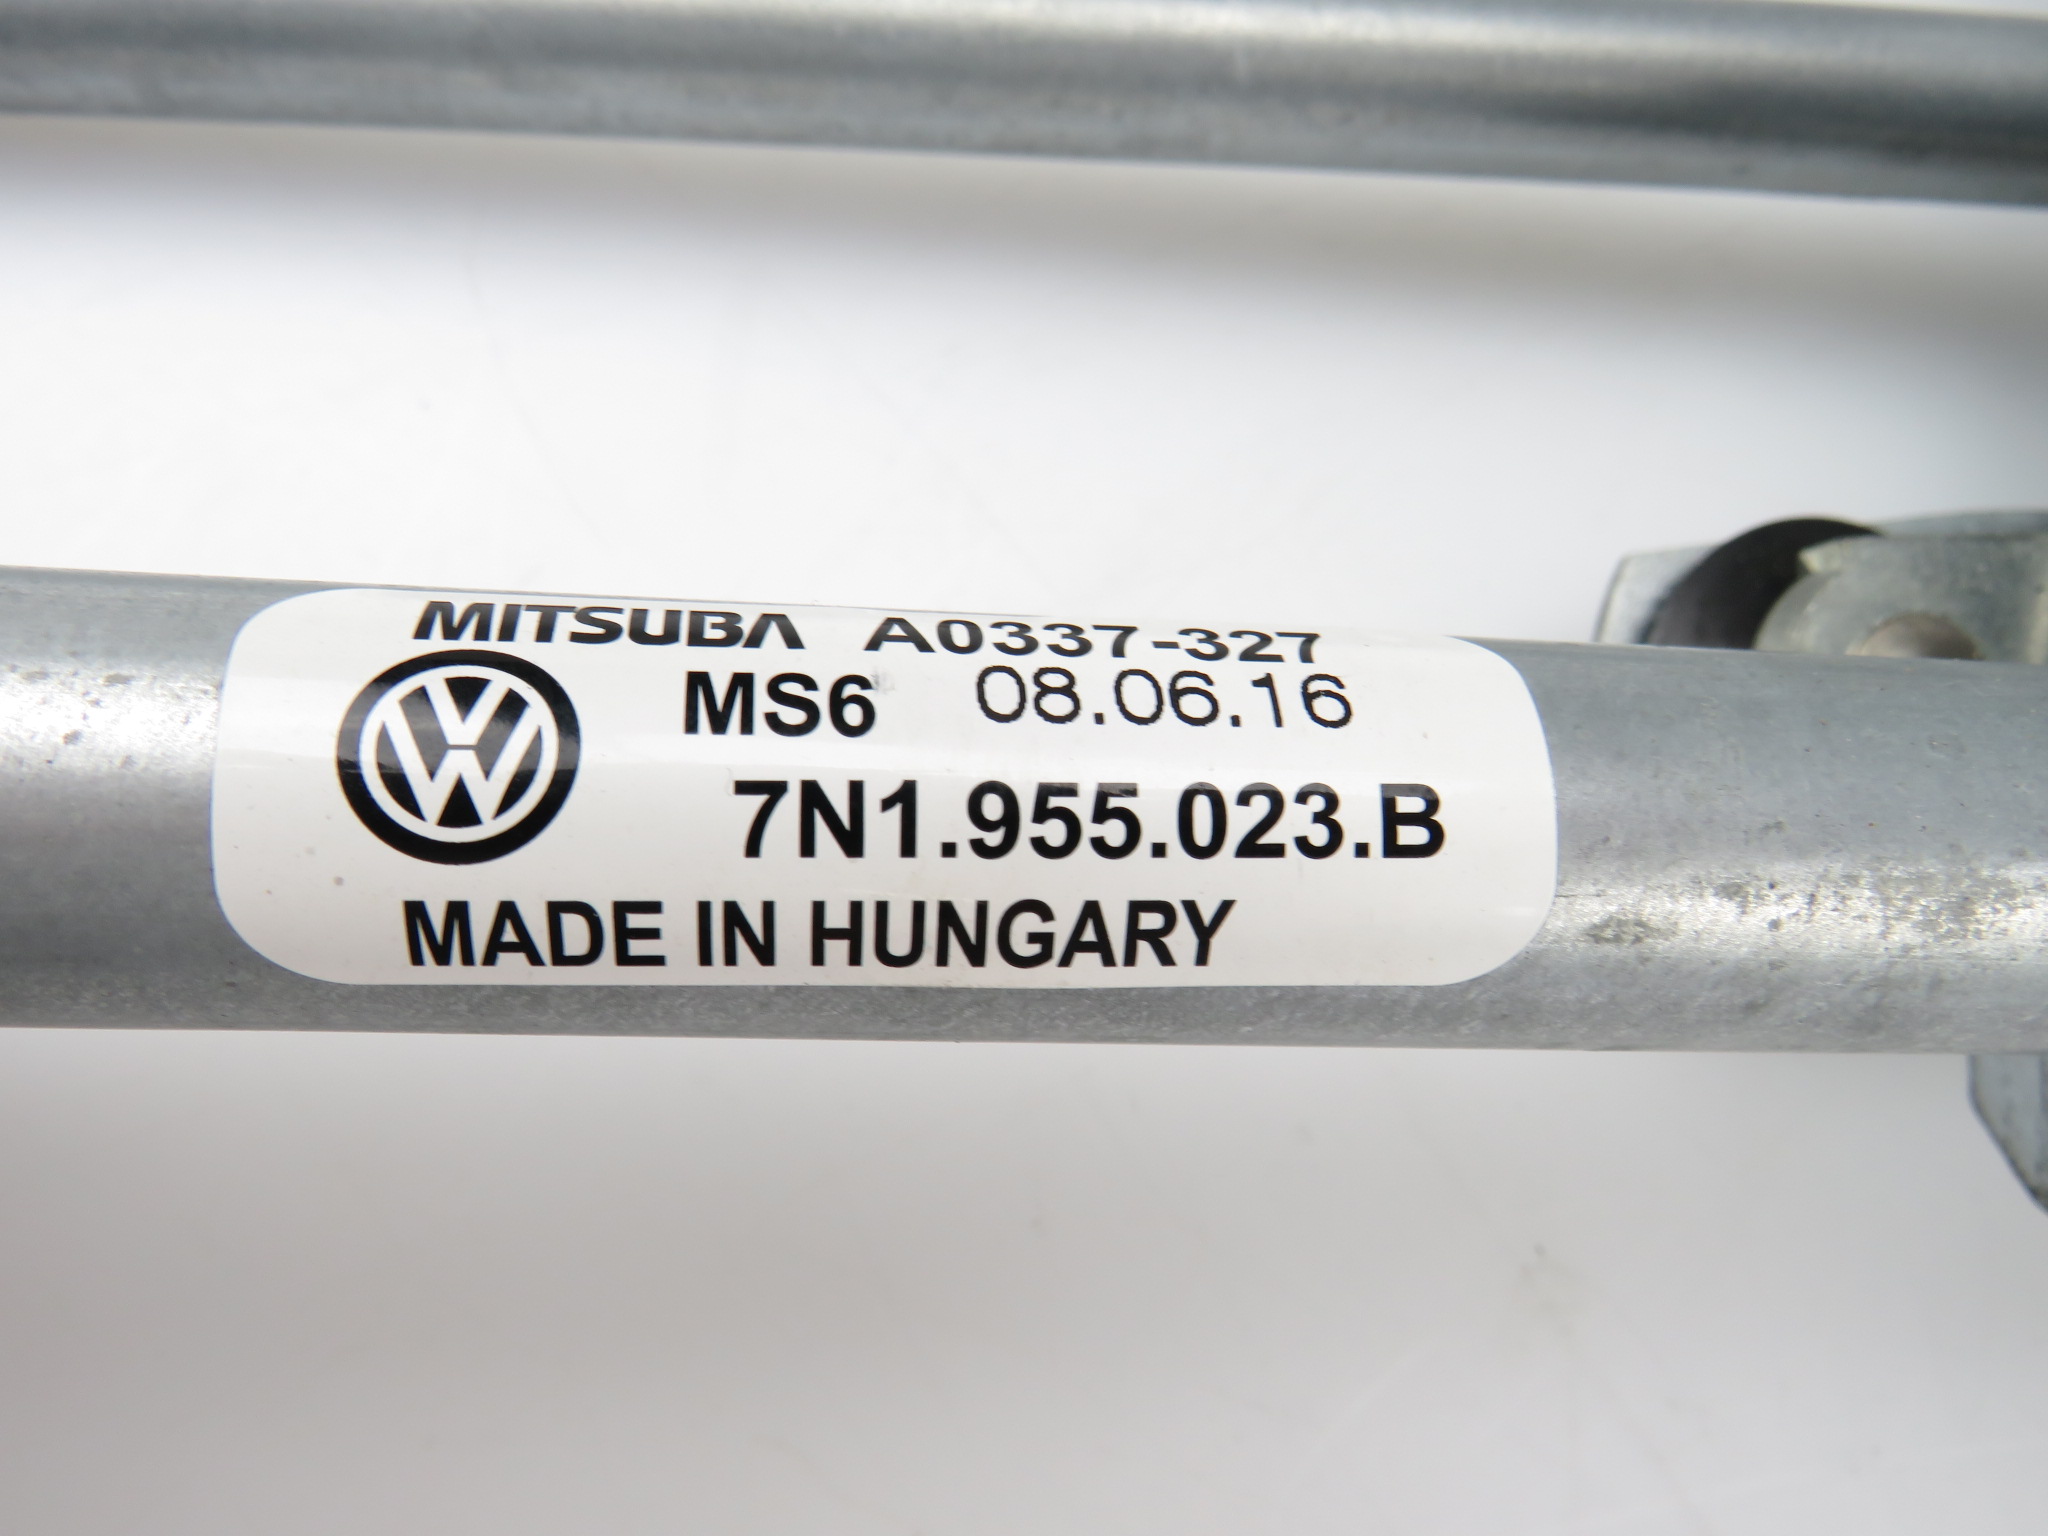 MITSUBA A0337-327
MS6 08.06.16
7N1.955.023.B
MADE IN HUNGARY